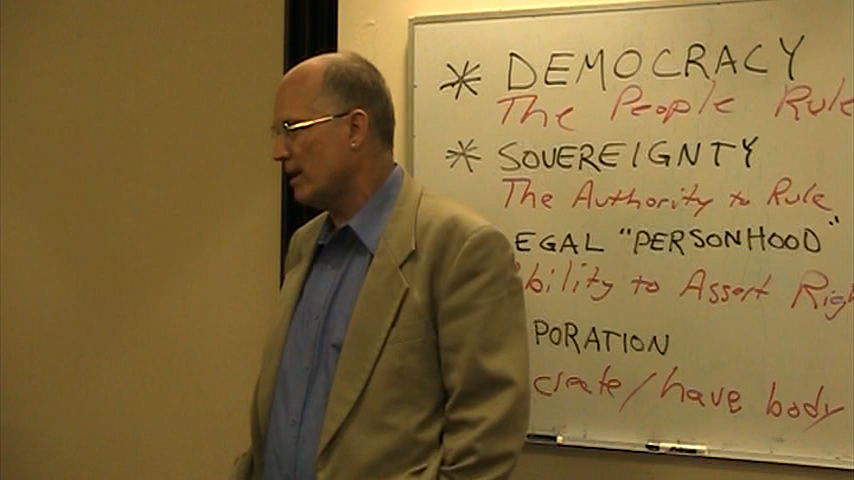 * DEMOCRACY
The People Rule
* SOVEREIGNTY
The Authority to Rule
EGAL "PERSONHOOD"
bility to Assert Righ
PORATION
create/have body